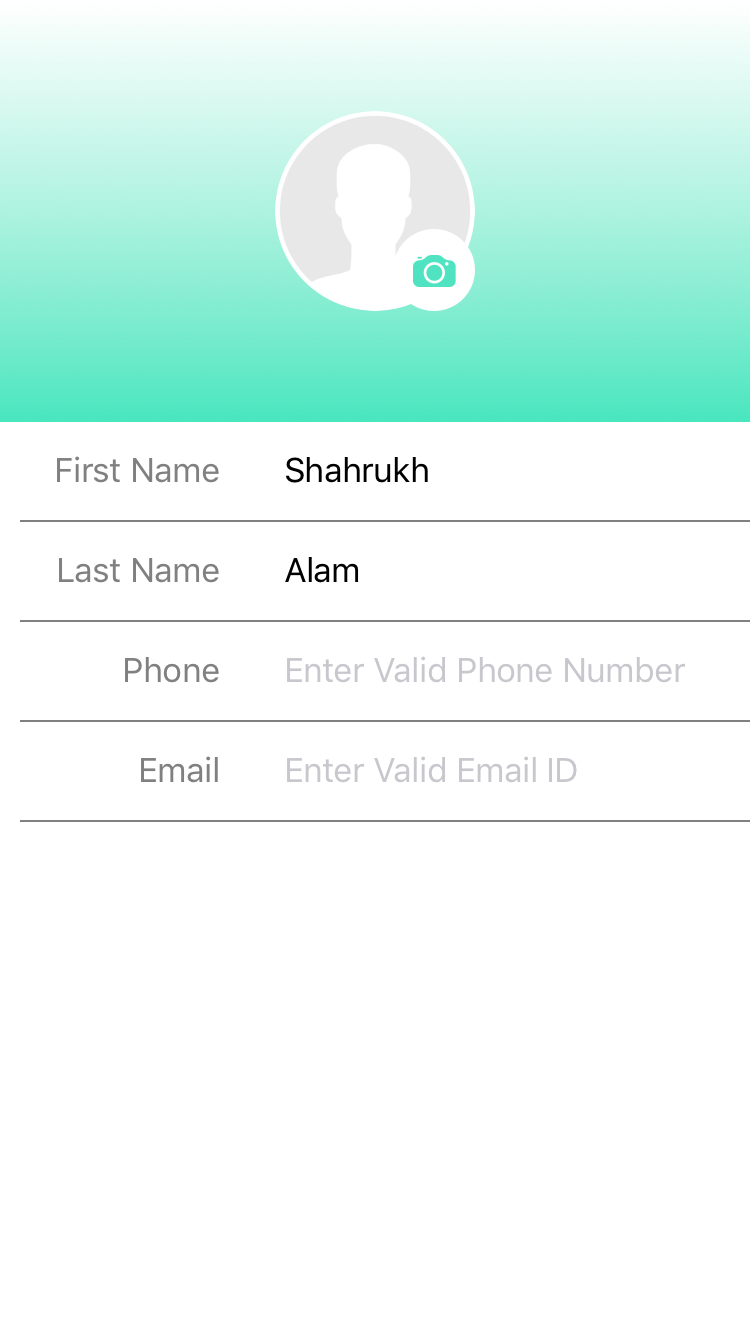 First Name Shahrukh
Last Name Alam
Phone Enter Valid Phone Number
Email Enter Valid Email ID